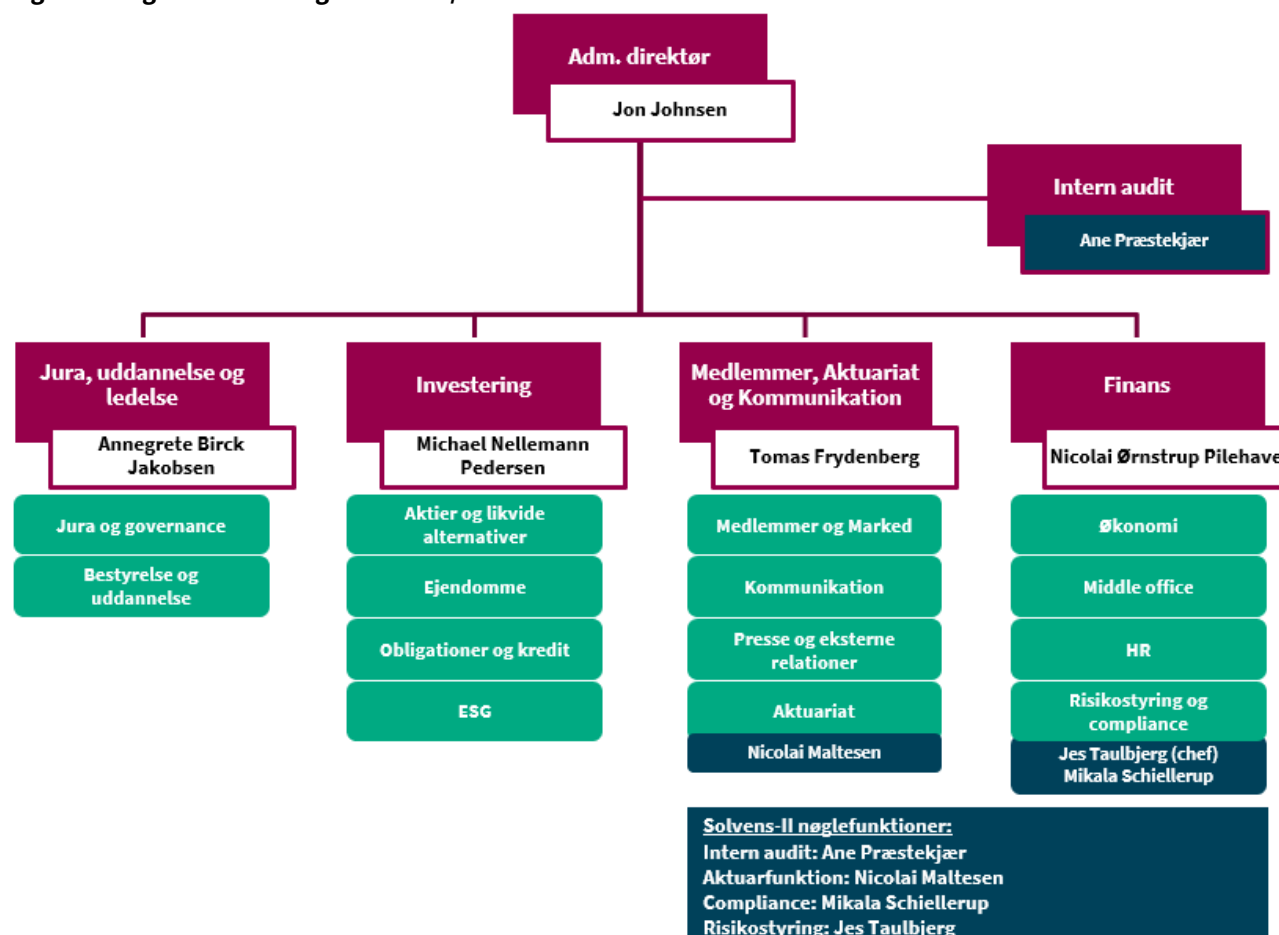 Adm. direktør
Jon Johnsen
Intern audit
Ane Præstekjær
Jura, uddannelse og
ledelse
Annegrete Birck
Jakobsen
Jura og governance
Bestyrelse og
uddannelse
Investering
Michael Nellemann
Pedersen
Aktier og likvide
alternativer
Ejendomme
Obligationer og kredit
ESG
Medlemmer, Aktuariat
og Kommunikation
Tomas Frydenberg
Medlemmer og Marked
Kommunikation
Presse og eksterne
relationer
Aktuariat
Nicolai Maltesen
Finans
Nicolai Ørnstrup Pilehave
Økonomi
Middle office
HR
Risikostyring og
compliance
Jes Taulbjerg (chef)
Mikala Schiellerup
Solvens-II nøglefunktioner:
Intern audit: Ane Præstekjær
Aktuarfunktion: Nicolai Maltesen
Compliance: Mikala Schiellerup
Risikostyring: Jes Taulbjerg